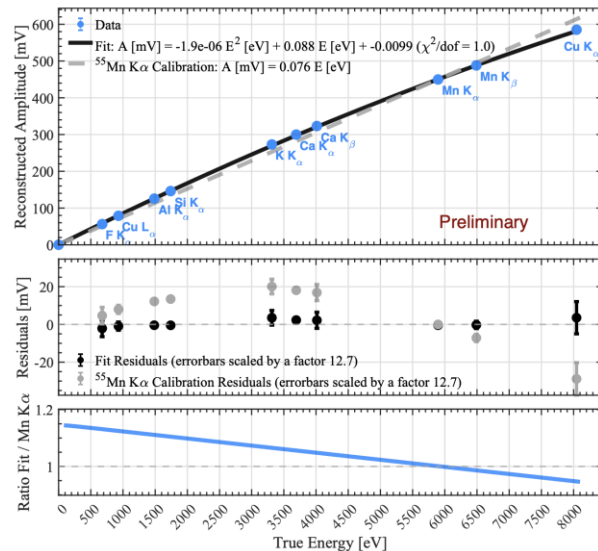 600
500
400
300
200
100
0
Reconstructed Amplitude [mV]
Data
Fit: A [mV] = -1.9e-06 E² [eV] + 0.088 E [eV] + -0.0099 (χ²/dof = 1.0)
⁵⁵Mn Kα Calibration: A [mV] = 0.076 E [eV]
Cu Kα
Mn Kβ
Mn Kα
Ca Kβ
Ca Kα
K Kα
Si Kα
Al Kα
Cu Lα
F Kα
Preliminary
20
0
-20
Residuals [mV]
Fit Residuals (errorbars scaled by a factor 12.7)
⁵⁵Mn Kα Calibration Residuals (errorbars scaled by a factor 12.7)
1.2
1
Ratio Fit / Mn Kα
0 500 1000 1500 2000 2500 3000 3500 4000 4500 5000 5500 6000 6500 7000 7500 8000
True Energy [eV]